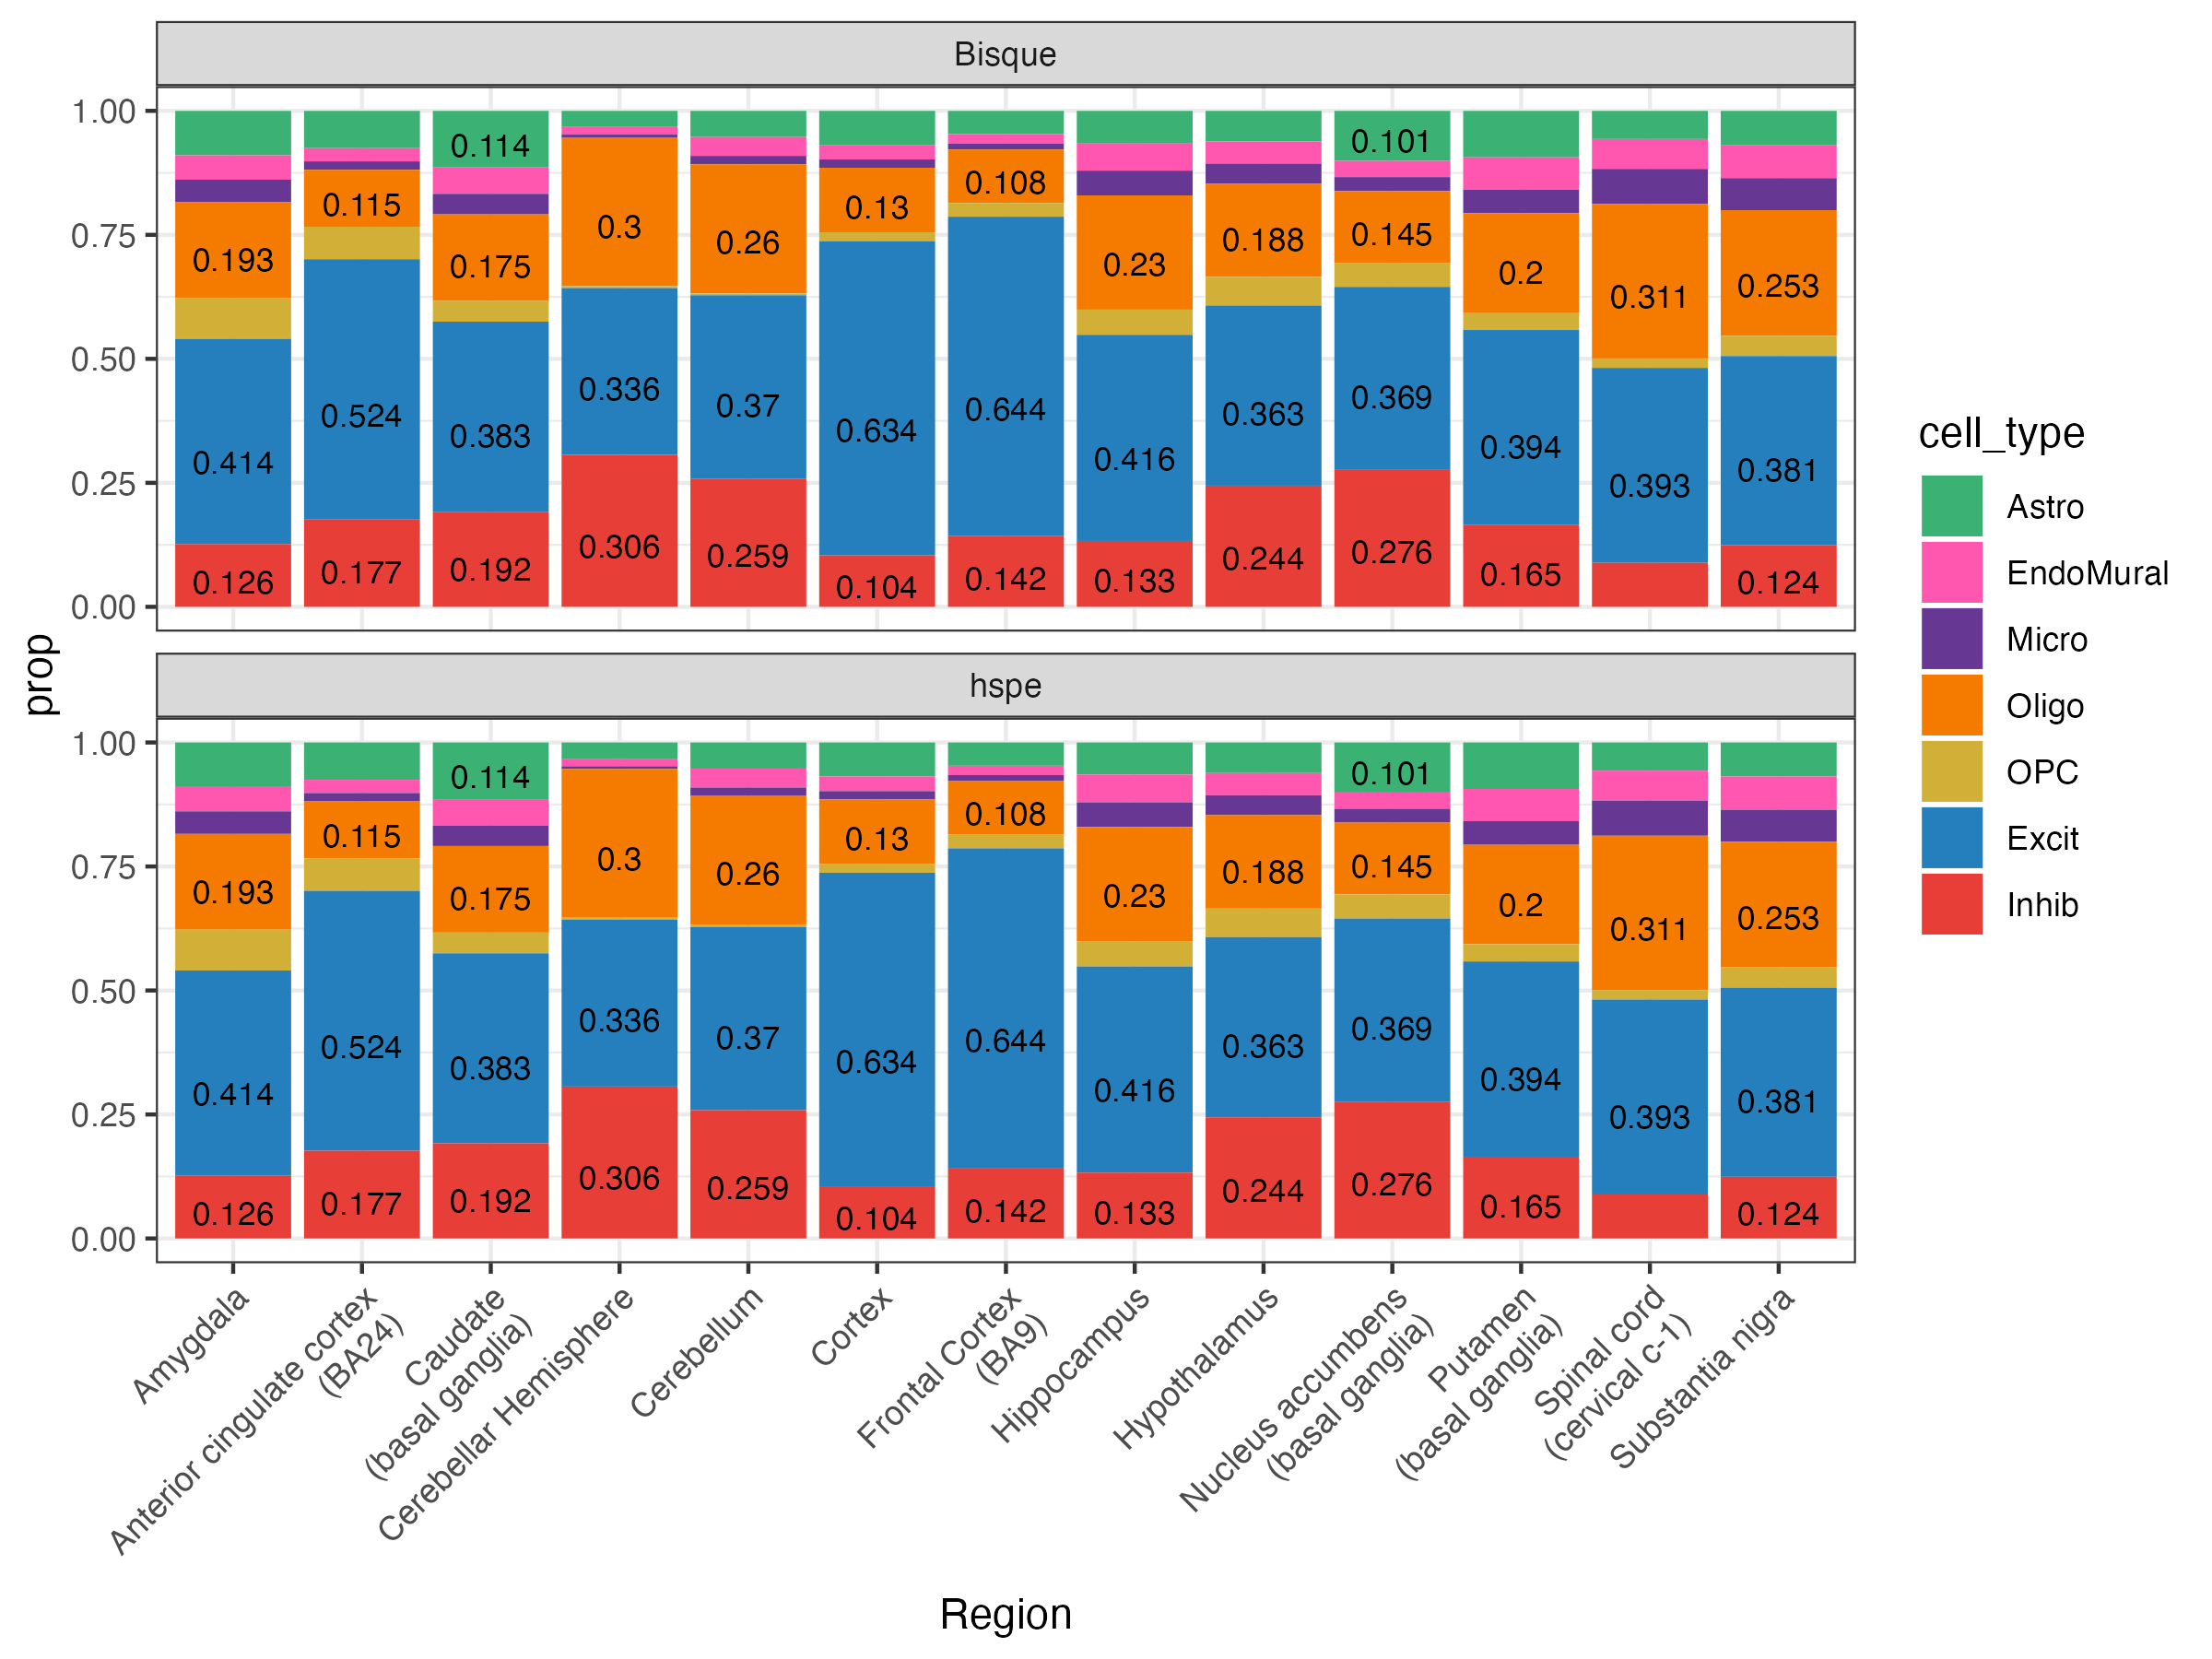 Bisque
1.00
0.75
0.50
0.25
0.00
0.114
0.101
0.193
0.115
0.175
0.3
0.26
0.13
0.108
0.23
0.188
0.145
0.2
0.311
0.253
0.414
0.524
0.383
0.336
0.37
0.634
0.644
0.416
0.363
0.369
0.394
0.393
0.381
0.126
0.177
0.192
0.306
0.259
0.104
0.142
0.133
0.244
0.276
0.165
0.124
prop
hspe
1.00
0.75
0.50
0.25
0.00
0.114
0.101
0.193
0.115
0.175
0.3
0.26
0.13
0.108
0.23
0.188
0.145
0.2
0.311
0.253
0.414
0.524
0.383
0.336
0.37
0.634
0.644
0.416
0.363
0.369
0.394
0.393
0.381
0.126
0.177
0.192
0.306
0.259
0.104
0.142
0.133
0.244
0.276
0.165
0.124
Amygdala
Anterior cingulate cortex
(BA24)
Caudate
(basal ganglia)
Cerebellar Hemisphere
Cerebellum
Cortex
Frontal Cortex
(BA9)
Hippocampus
Hypothalamus
Nucleus accumbens
(basal ganglia)
Putamen
(basal ganglia)
Spinal cord
(cervical c-1)
Substantia nigra
Region
cell_type
Astro
EndoMural
Micro
Oligo
OPC
Excit
Inhib